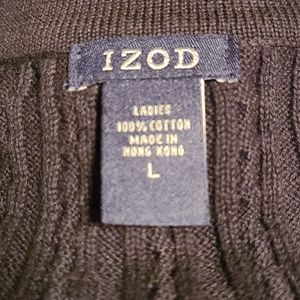 IZOD
LADIES
100% COTTON
MADE IN
HONG KONG
L